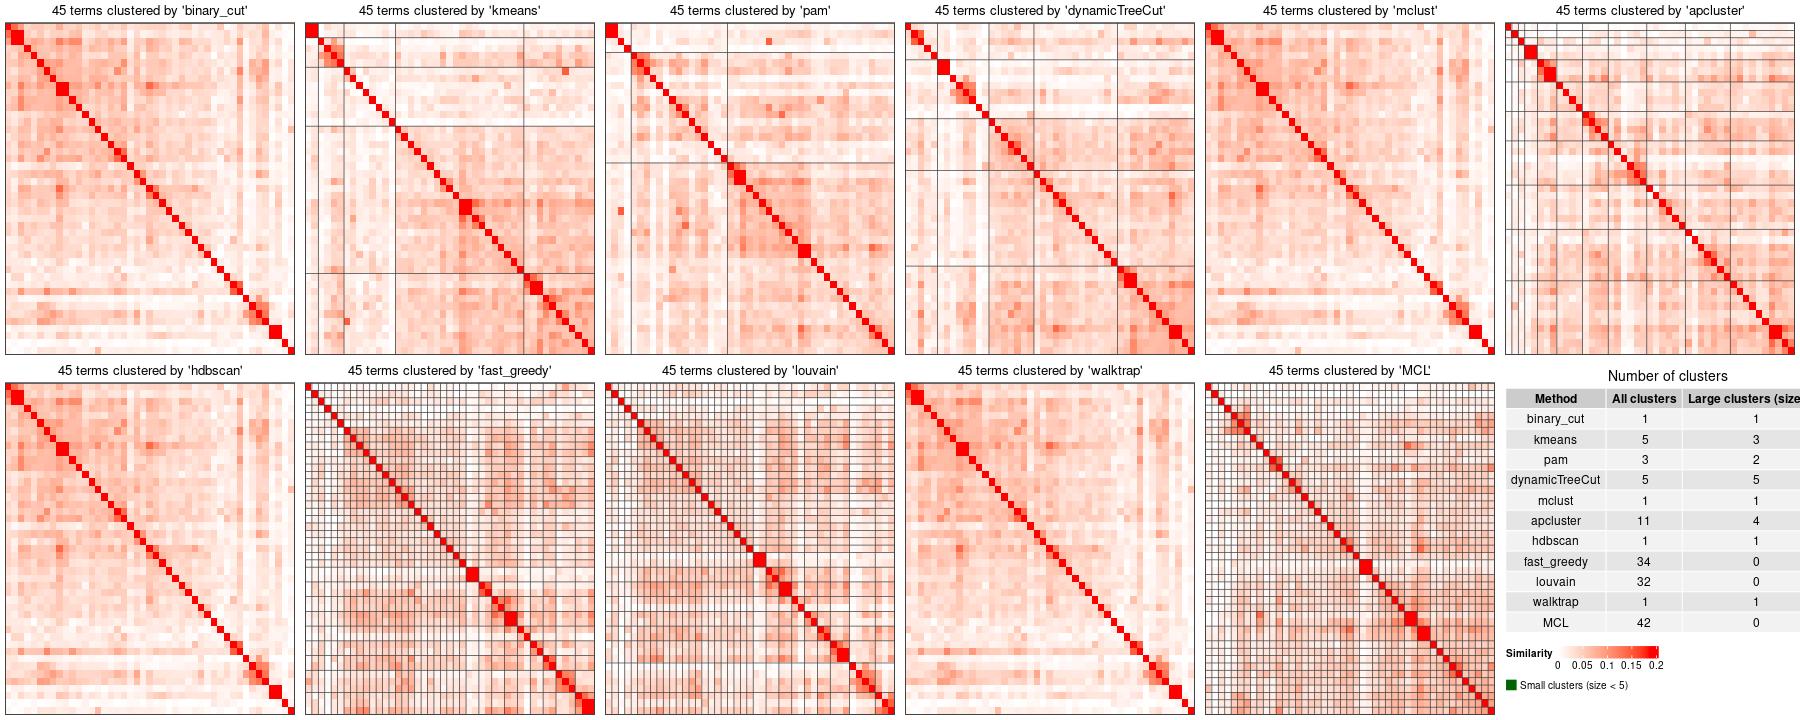 45 terms clustered by 'binary_cut'
45 terms clustered by 'kmeans'
45 terms clustered by 'pam'
45 terms clustered by 'dynamicTreeCut'
45 terms clustered by 'mclust'
45 terms clustered by 'apcluster'
45 terms clustered by 'hdbscan'
45 terms clustered by 'fast_greedy'
45 terms clustered by 'louvain'
45 terms clustered by 'walktrap'
45 terms clustered by 'MCL'
Number of clusters
Method All clusters Large clusters (size
binary_cut 1 1
kmeans 5 3
pam 3 2
dynamicTreeCut 5 5
mclust 1 1
apcluster 11 4
hdbscan 1 1
fast_greedy 34 0
louvain 32 0
walktrap 1 1
MCL 42 0
Similarity
0 0.05 0.1 0.15 0.2
Small clusters (size < 5)